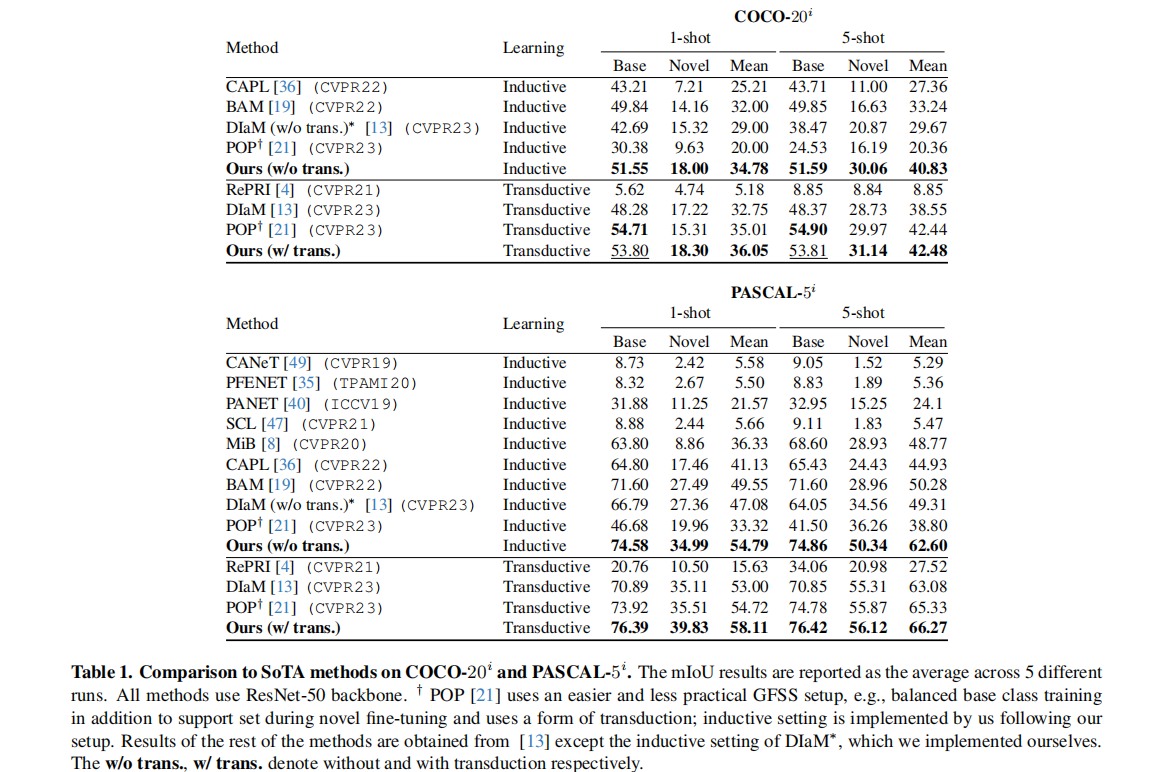 COCO-20^i
Method Learning 1-shot 5-shot
Base Novel Mean Base Novel Mean
CAPL [36] (CVPR22) Inductive 43.21 7.21 25.21 43.71 11.00 27.36
BAM [19] (CVPR22) Inductive 49.84 14.16 32.00 49.85 16.63 33.24
DIaM (w/o trans.)* [13] (CVPR23) Inductive 42.69 15.32 29.00 38.47 20.87 29.67
POP† [21] (CVPR23) Inductive 30.38 9.63 20.00 24.53 16.19 20.36
Ours (w/o trans.) Inductive 51.55 18.00 34.78 51.59 30.06 40.83
RePRI [4] (CVPR21) Transductive 5.62 4.74 5.18 8.85 8.84 8.85
DIaM [13] (CVPR23) Transductive 48.28 17.22 32.75 48.37 28.73 38.55
POP† [21] (CVPR23) Transductive 54.71 15.31 35.01 54.90 29.97 42.44
Ours (w/ trans.) Transductive 53.80 18.30 36.05 53.81 31.14 42.48
PASCAL-5^i
Method Learning 1-shot 5-shot
Base Novel Mean Base Novel Mean
CANeT [49] (CVPR19) Inductive 8.73 2.42 5.58 9.05 1.52 5.29
PFENET [35] (TPAMI20) Inductive 8.32 2.67 5.50 8.83 1.89 5.36
PANET [40] (ICCV19) Inductive 31.88 11.25 21.57 32.95 15.25 24.1
SCL [47] (CVPR21) Inductive 8.88 2.44 5.66 9.11 1.83 5.47
MiB [8] (CVPR20) Inductive 63.80 8.86 36.33 68.60 28.93 48.77
CAPL [36] (CVPR22) Inductive 64.80 17.46 41.13 65.43 24.43 44.93
BAM [19] (CVPR22) Inductive 71.60 27.49 49.55 71.60 28.96 50.28
DIaM (w/o trans.)* [13] (CVPR23) Inductive 66.79 27.36 47.08 64.05 34.56 49.31
POP† [21] (CVPR23) Inductive 46.68 19.96 33.32 41.50 36.26 38.80
Ours (w/o trans.) Inductive 74.58 34.99 54.79 74.86 50.34 62.60
RePRI [4] (CVPR21) Transductive 20.76 10.50 15.63 34.06 20.98 27.52
DIaM [13] (CVPR23) Transductive 70.89 35.11 53.00 70.85 55.31 63.08
POP† [21] (CVPR23) Transductive 73.92 35.51 54.72 74.78 55.87 65.33
Ours (w/ trans.) Transductive 76.39 39.83 58.11 76.42 56.12 66.27
Table 1. Comparison to SoTA methods on COCO-20^i and PASCAL-5^i. The mIoU results are reported as the average across 5 different
runs. All methods use ResNet-50 backbone. † POP [21] uses an easier and less practical GFSS setup, e.g., balanced base class training
in addition to support set during novel fine-tuning and uses a form of transduction; inductive setting is implemented by us following our
setup. Results of the rest of the methods are obtained from [13] except the inductive setting of DIaM*, which we implemented ourselves.
The w/o trans., w/ trans. denote without and with transduction respectively.